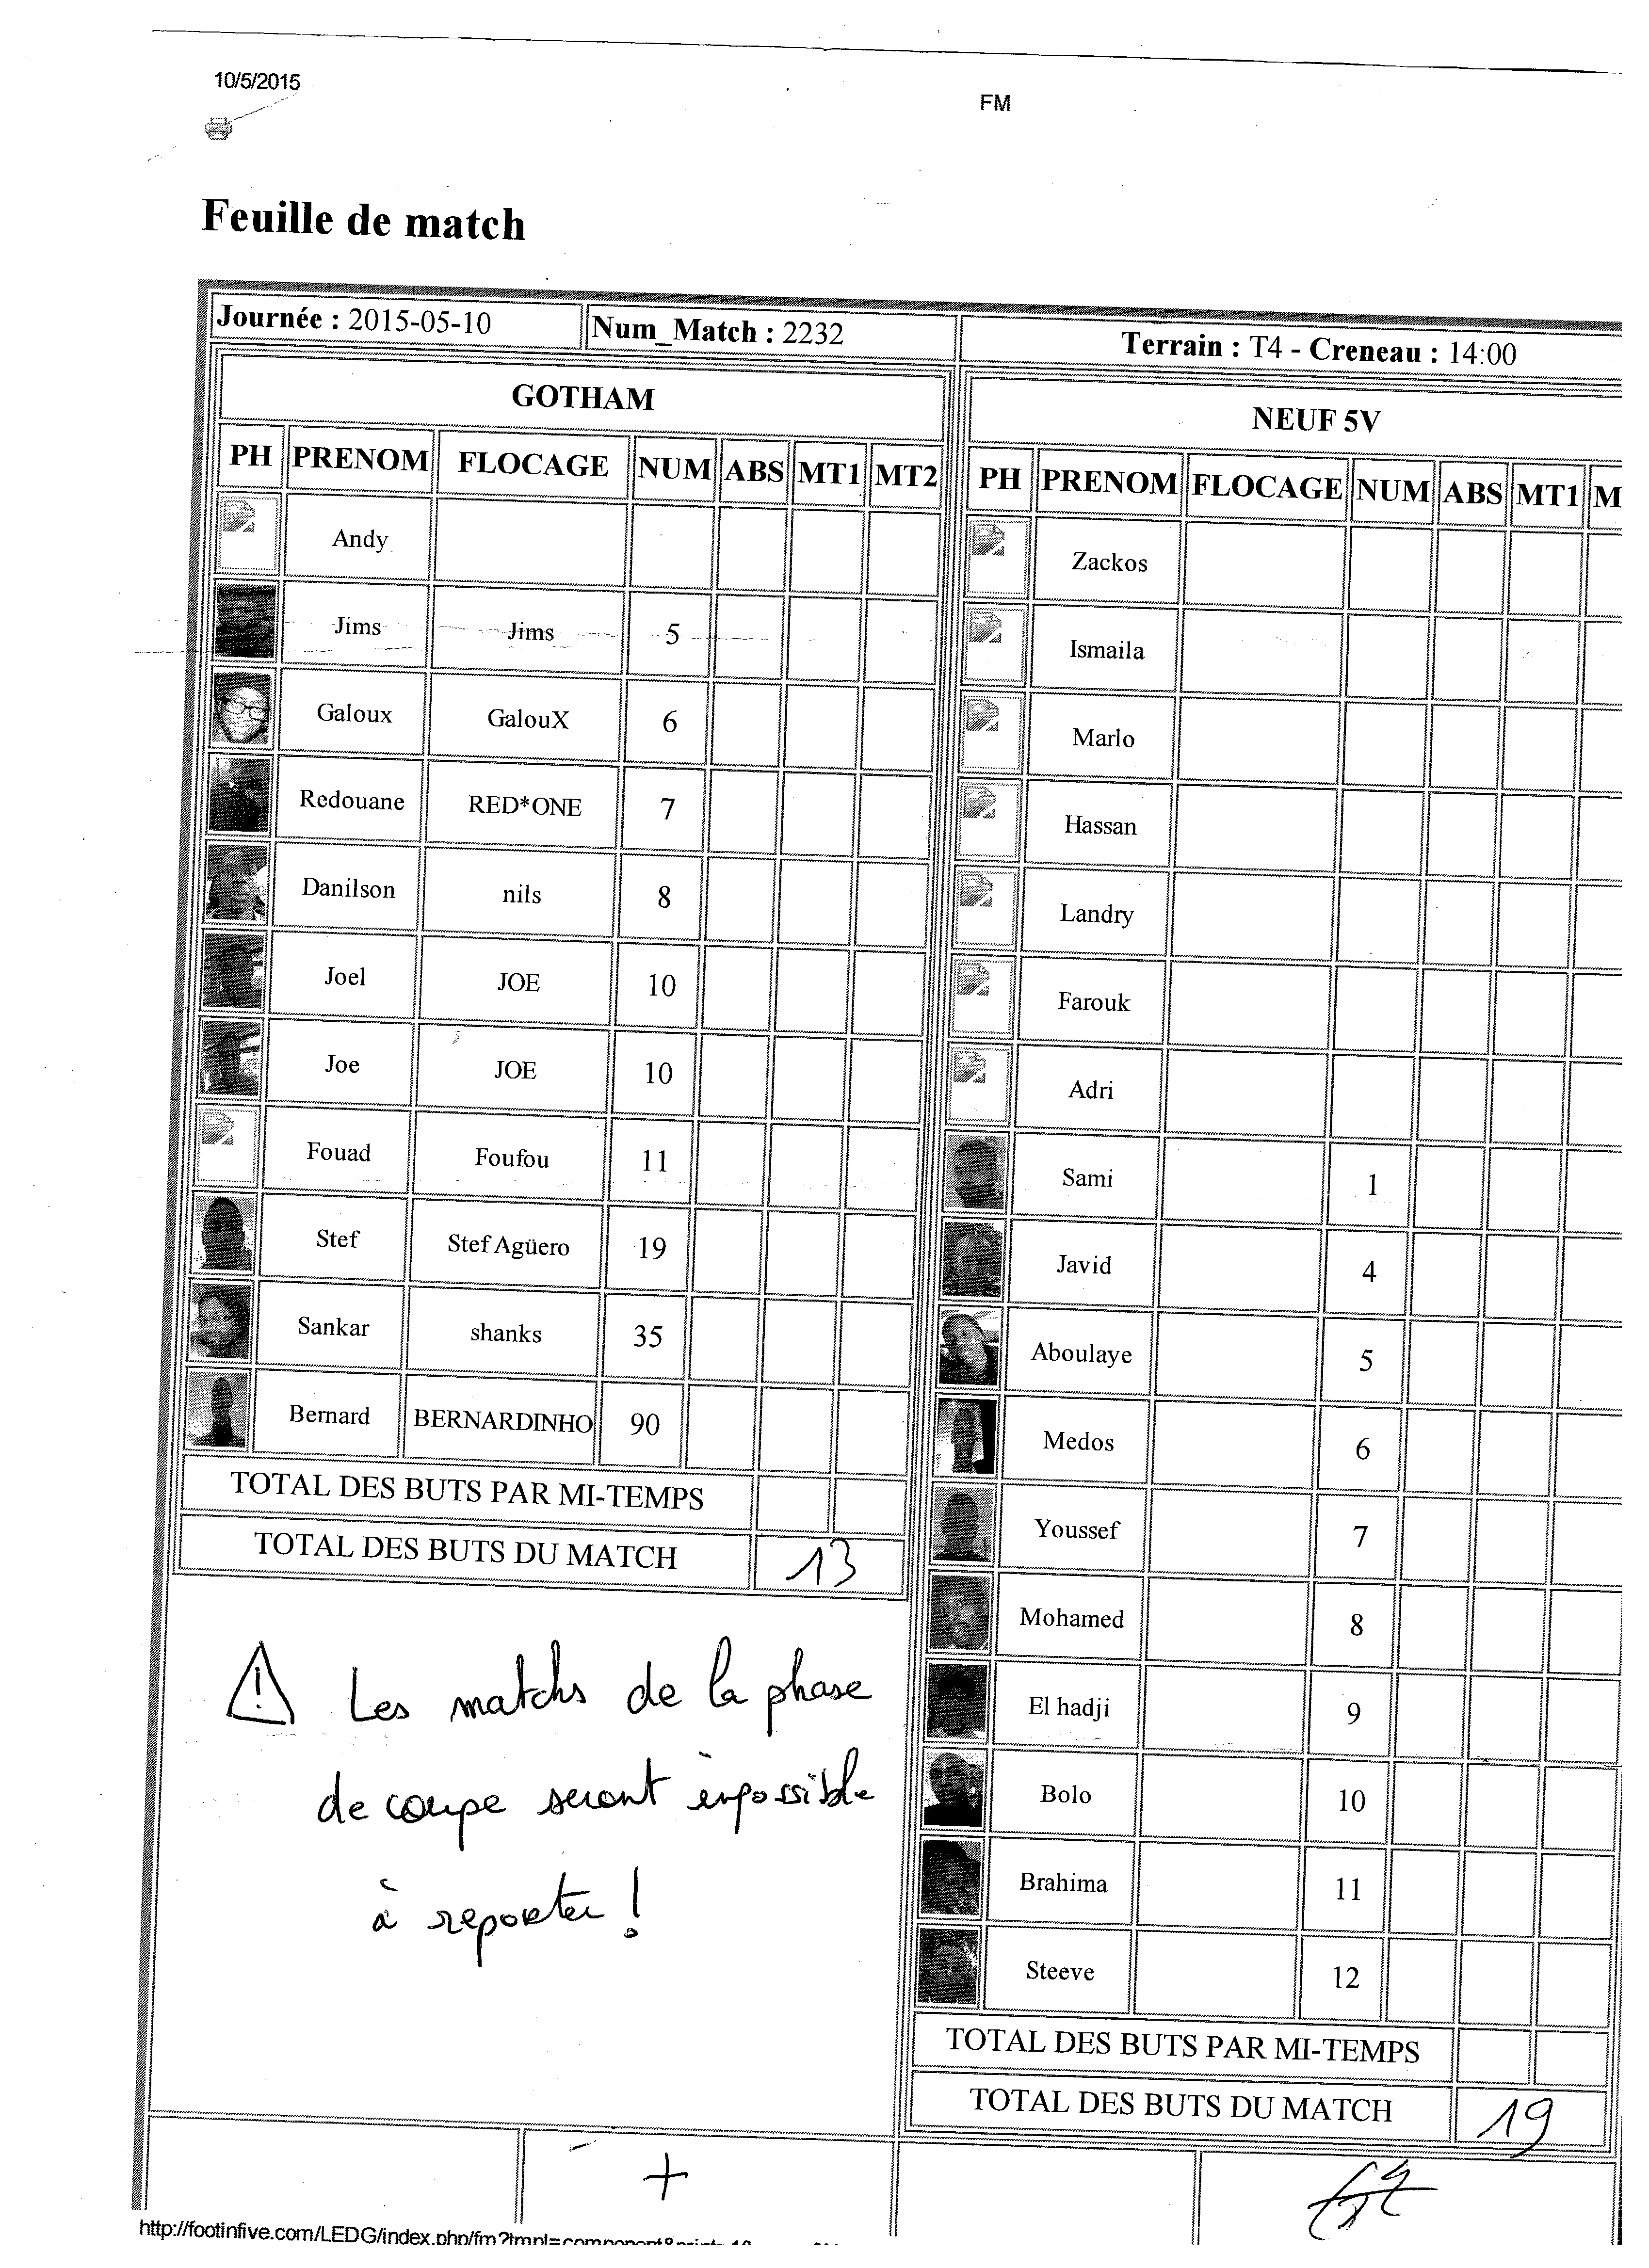 10/5/2015
FM
Feuille de match
Journée : 2015-05-10 Num_Match : 2232 Terrain : T4 - Creneau : 14:00
GOTHAM
PH PRENOM FLOCAGE NUM ABS MT1 MT2
Andy
Jims Jims 5
Galoux GalouX 6
Redouane RED*ONE 7
Danilson nils 8
Joel JOE 10
Joe JOE 10
Fouad Foufou 11
Stef Stef Agüero 19
Sankar shanks 35
Bernard BERNARDINHO 90
TOTAL DES BUTS PAR MI-TEMPS
TOTAL DES BUTS DU MATCH 13
Les matchs de la phase
de coupe seront impossible
à reporter !
NEUF 5V
PH PRENOM FLOCAGE NUM ABS MT1 M
Zackos
Ismaila
Marlo
Hassan
Landry
Farouk
Adri
Sami 1
Javid 4
Aboulaye 5
Medos 6
Youssef 7
Mohamed 8
El hadji 9
Bolo 10
Brahima 11
Steeve 12
TOTAL DES BUTS PAR MI-TEMPS
TOTAL DES BUTS DU MATCH 19
+
http://footinfive.com/LEDG/index.php/fm?tmpl=component&print=1